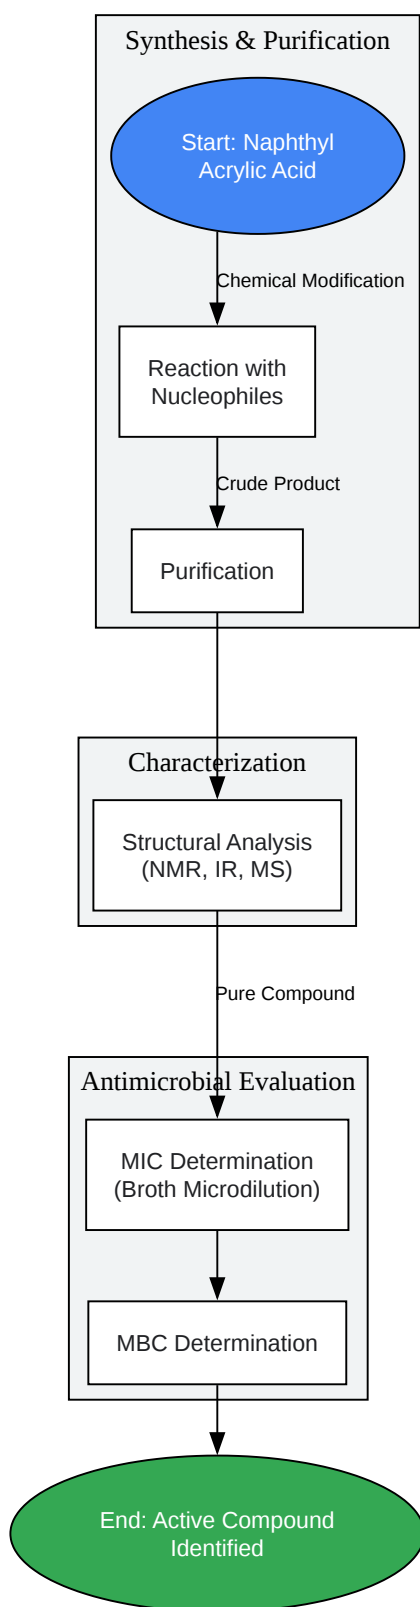 Synthesis & Purification
Start: Naphthyl
Acrylic Acid
Chemical Modification
Reaction with
Nucleophiles
Crude Product
Purification
Characterization
Structural Analysis
(NMR, IR, MS)
Pure Compound
Antimicrobial Evaluation
MIC Determination
(Broth Microdilution)
MBC Determination
End: Active Compound
Identified